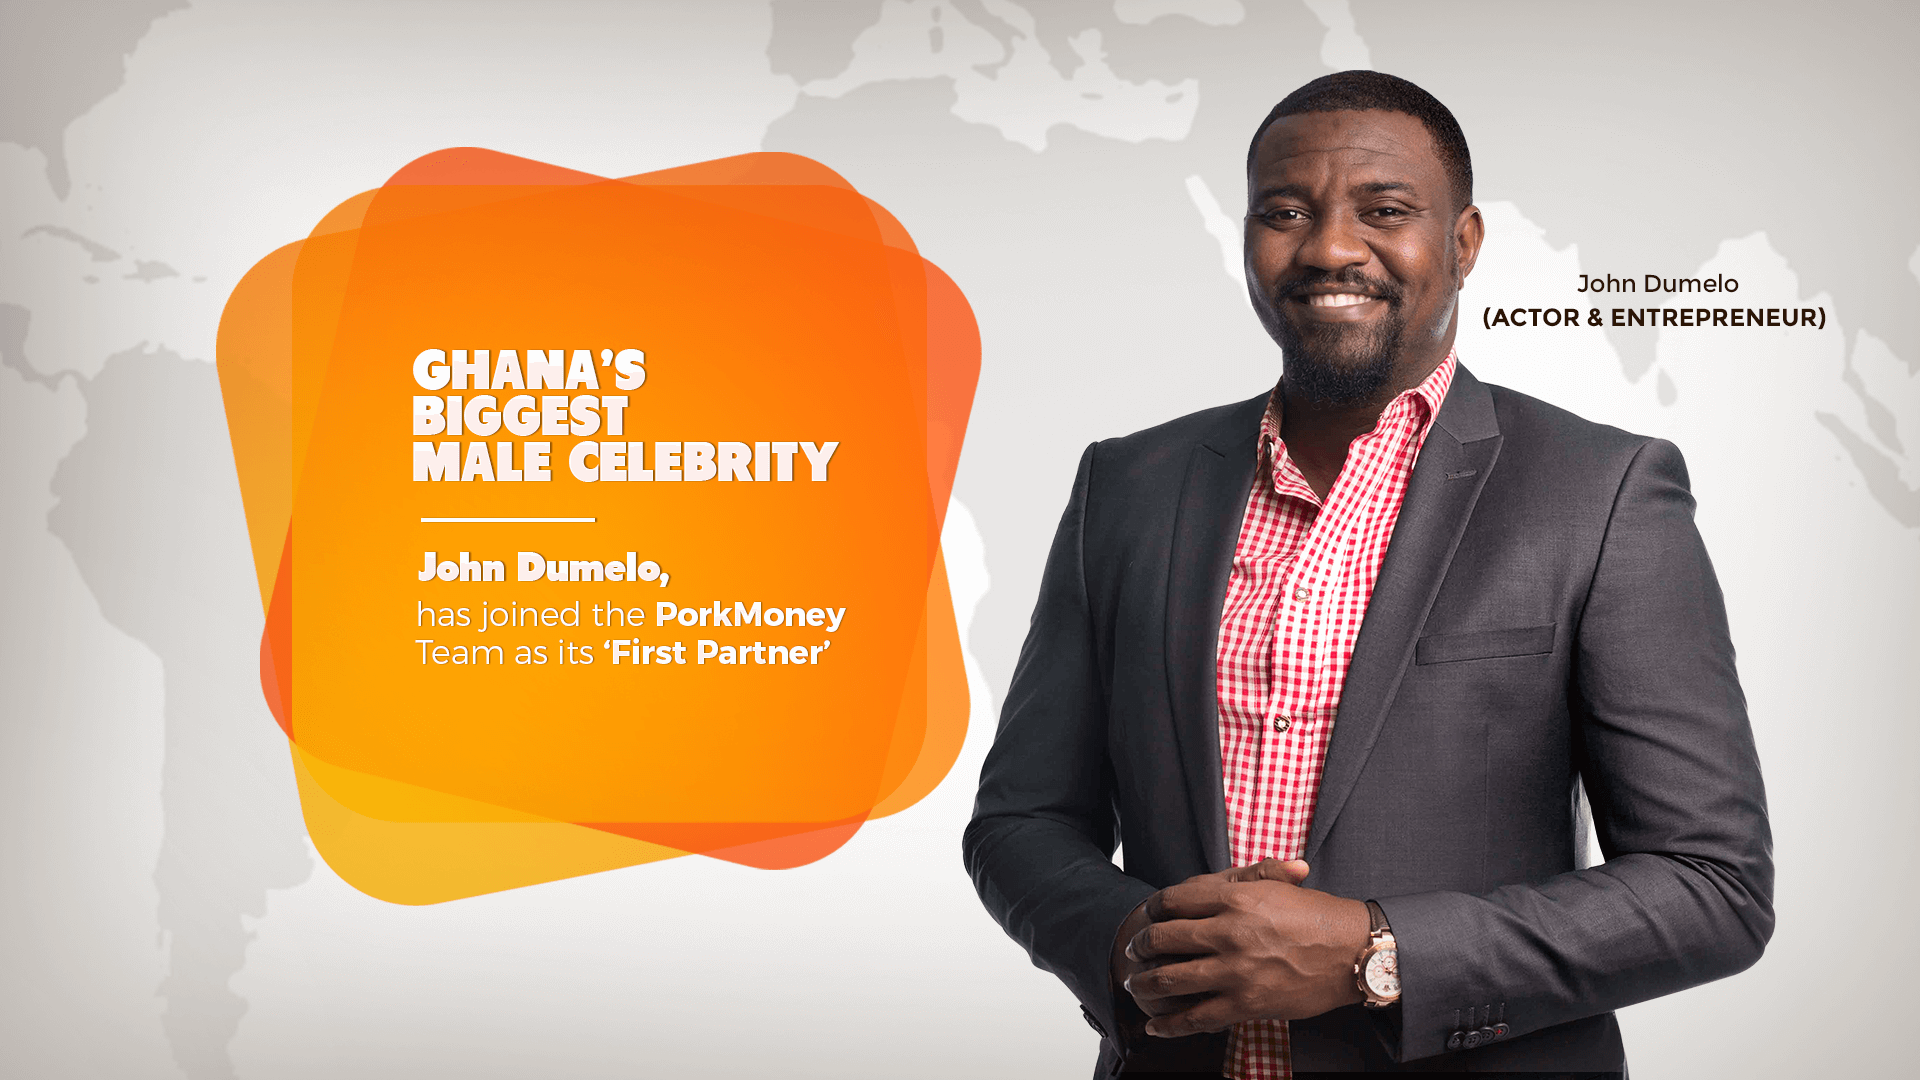 GHANA’S
BIGGEST
MALE CELEBRITY
John Dumelo,
has joined the PorkMoney
Team as its ‘First Partner’
John Dumelo
(ACTOR & ENTREPRENEUR)